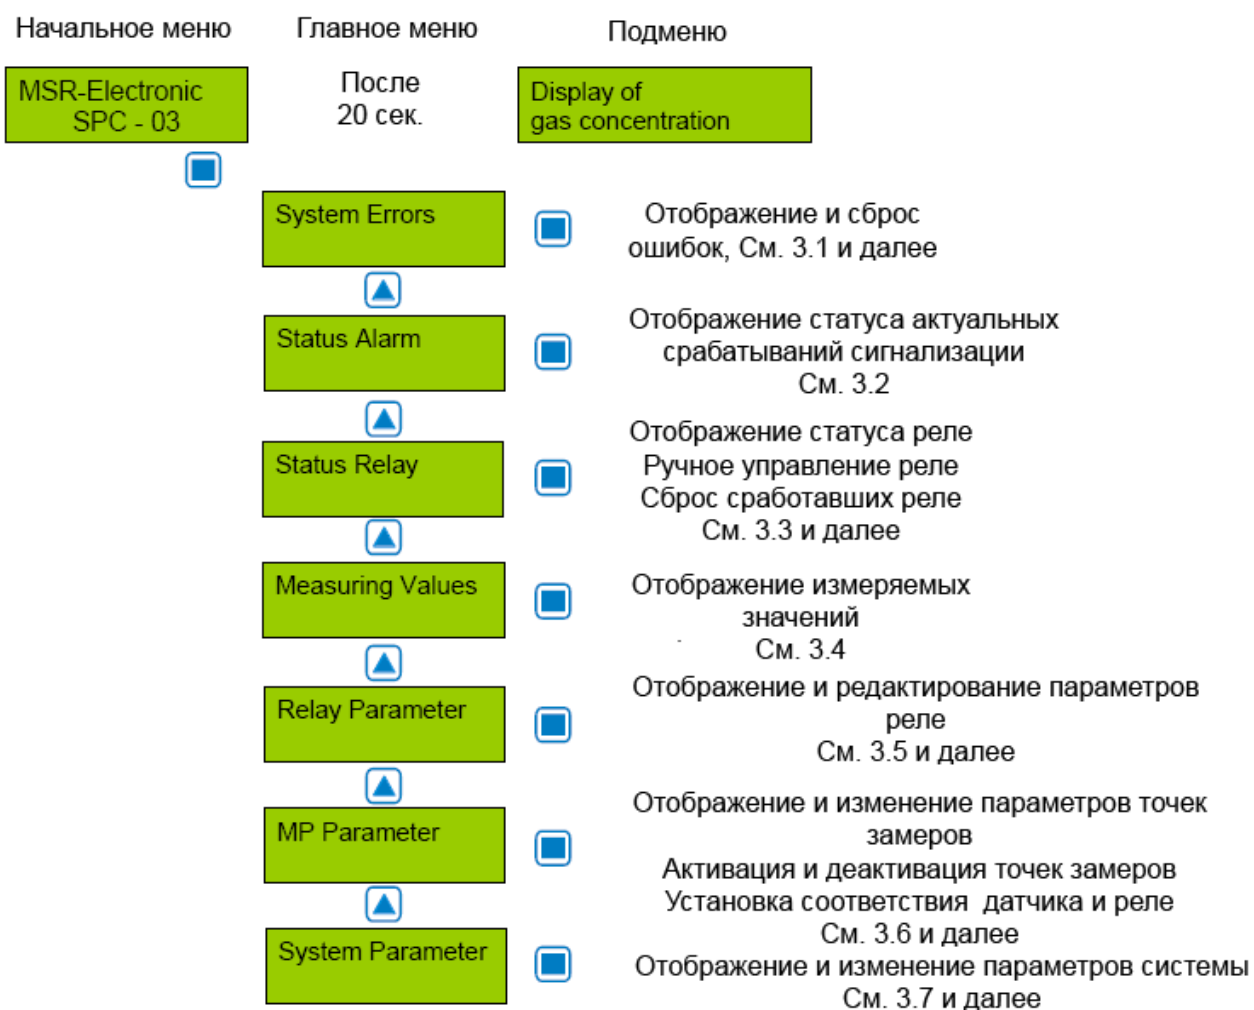 Начальное меню
Главное меню
Подменю
MSR-Electronic
SPC - 03
После
20 сек.
Display of
gas concentration
System Errors
Отображение и сброс
ошибок, См. 3.1 и далее
Status Alarm
Отображение статуса актуальных
срабатываний сигнализации
См. 3.2
Status Relay
Отображение статуса реле
Ручное управление реле
Сброс сработавших реле
См. 3.3 и далее
Measuring Values
Отображение измеряемых
значений
См. 3.4
Relay Parameter
Отображение и редактирование параметров
реле
См. 3.5 и далее
MP Parameter
Отображение и изменение параметров точек
замеров
Активация и деактивация точек замеров
Установка соответствия датчика и реле
См. 3.6 и далее
System Parameter
Отображение и изменение параметров системы
См. 3.7 и далее